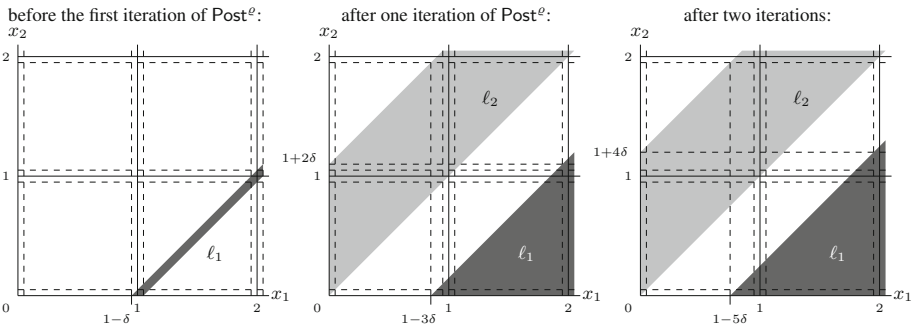 before the first iteration of Post^ϱ:
x₂
2
1
ℓ₁
0
1
2
x₁
1−δ
after one iteration of Post^ϱ:
x₂
2
ℓ₂
1+2δ
1
ℓ₁
0
1
2
x₁
1−3δ
after two iterations:
x₂
2
ℓ₂
1+4δ
1
ℓ₁
0
1
2
x₁
1−5δ